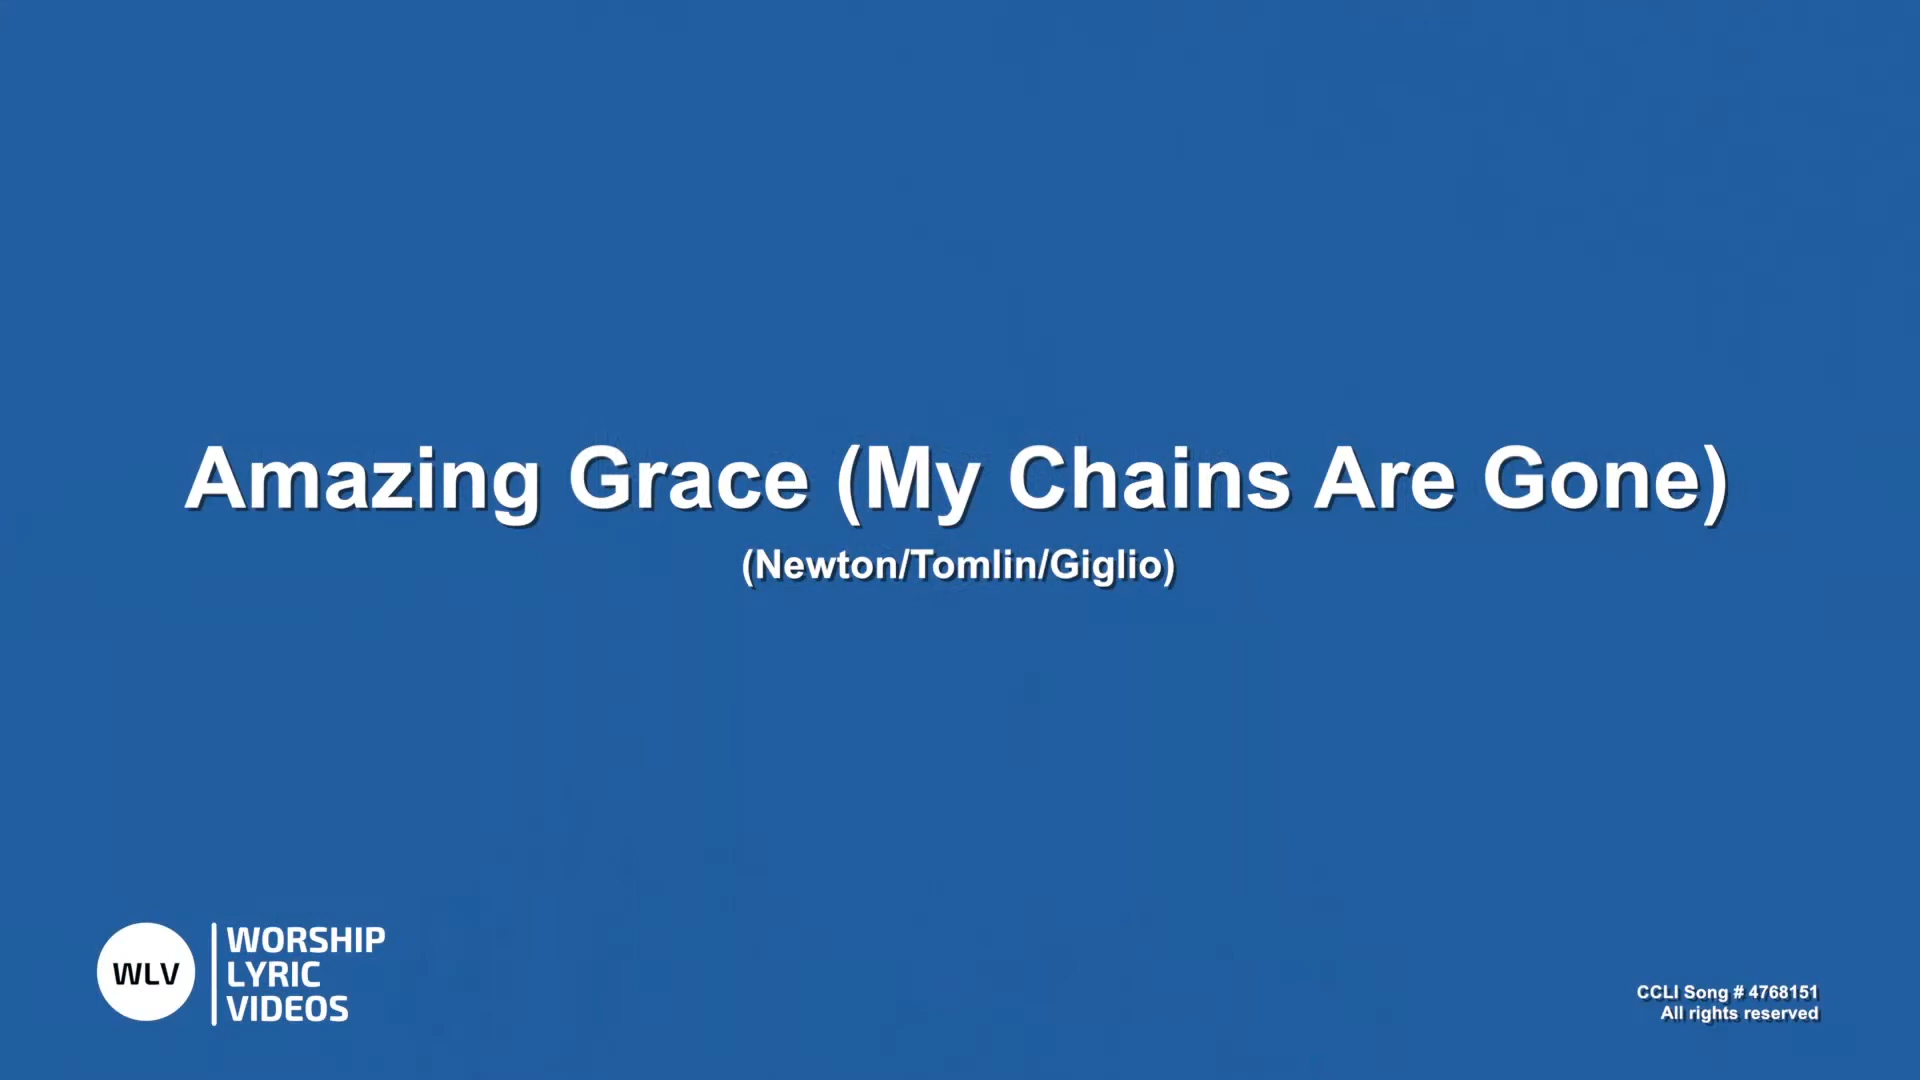 Amazing Grace (My Chains Are Gone)
(Newton/Tomlin/Giglio)
WLV
WORSHIP
LYRIC
VIDEOS
CCLI Song # 4768151
All rights reserved